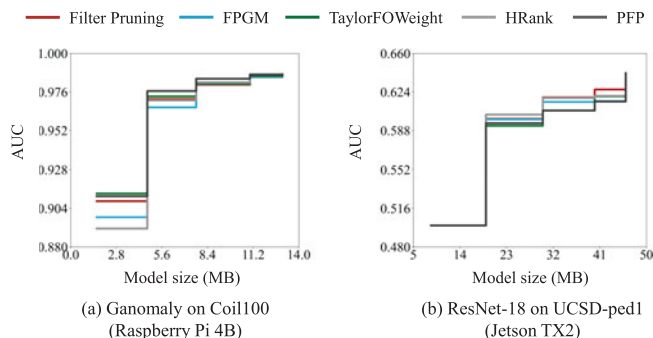 Filter Pruning FPGM TaylorFOWeight HRank PFP
1.000
0.976
0.952
0.928
0.904
0.880
AUC
0.0 2.8 5.6 8.4 11.2 14.0
Model size (MB)
(a) Ganomaly on Coil100
(Raspberry Pi 4B)
0.660
0.624
0.588
0.552
0.516
0.480
AUC
5 14 23 32 41 50
Model size (MB)
(b) ResNet-18 on UCSD-ped1
(Jetson TX2)